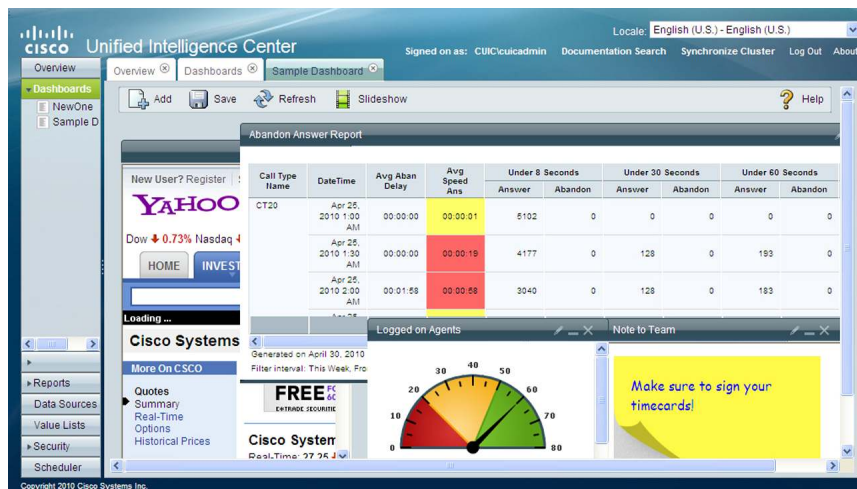 Locale: English (U.S.) - English (U.S.)
CISCO Unified Intelligence Center
Signed on as: CUIC\cuicadmin Documentation Search Synchronize Cluster Log Out About
Overview
Overview Dashboards Sample Dashboard
Dashboards
NewOne
Sample D
Add Save Refresh Slideshow Help
Abandon Answer Report
New User? Register
YAHOO
Dow 0.73% Nasdaq
HOME INVEST
Loading ...
Cisco Systems
More On CSCO
Quotes
Summary
Real-Time
Options
Historical Prices
Call Type Name DateTime Avg Aban Delay Avg Speed Ans Under 8 Seconds Under 30 Seconds Under 60 Seconds
Answer Abandon Answer Abandon Answer Abandon
CT20 Apr 25, 2010 1:00 AM 00:00:00 00:00:01 5102 0 0 0 0 0
Apr 25, 2010 1:30 AM 00:00:00 00:00:19 4177 0 128 0 193 0
Apr 25, 2010 2:00 AM 00:01:58 00:00:58 3040 0 128 0 183 0
Generated on April 30, 2010
Filter interval: This Week, Fro
FREE
E*TRADE SECURITIE
Cisco System
Real-Time: 27.25
Logged on Agents
0 10 20 30 40 50 60 70 80
Note to Team
Make sure to sign your
timecards!
Reports
Data Sources
Value Lists
Security
Scheduler
Copyright 2010 Cisco Systems Inc.